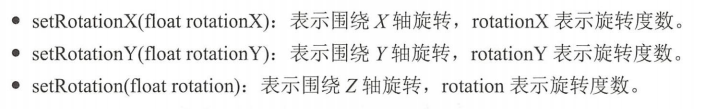 • setRotationX(float rotationX)：表示围绕 X 轴旋转，rotationX 表示旋转度数。
• setRotationY(float rotationY)：表示围绕 Y 轴旋转，rotationY 表示旋转度数。
• setRotation(float rotation)：表示围绕 Z 轴旋转，rotation 表示旋转度数。